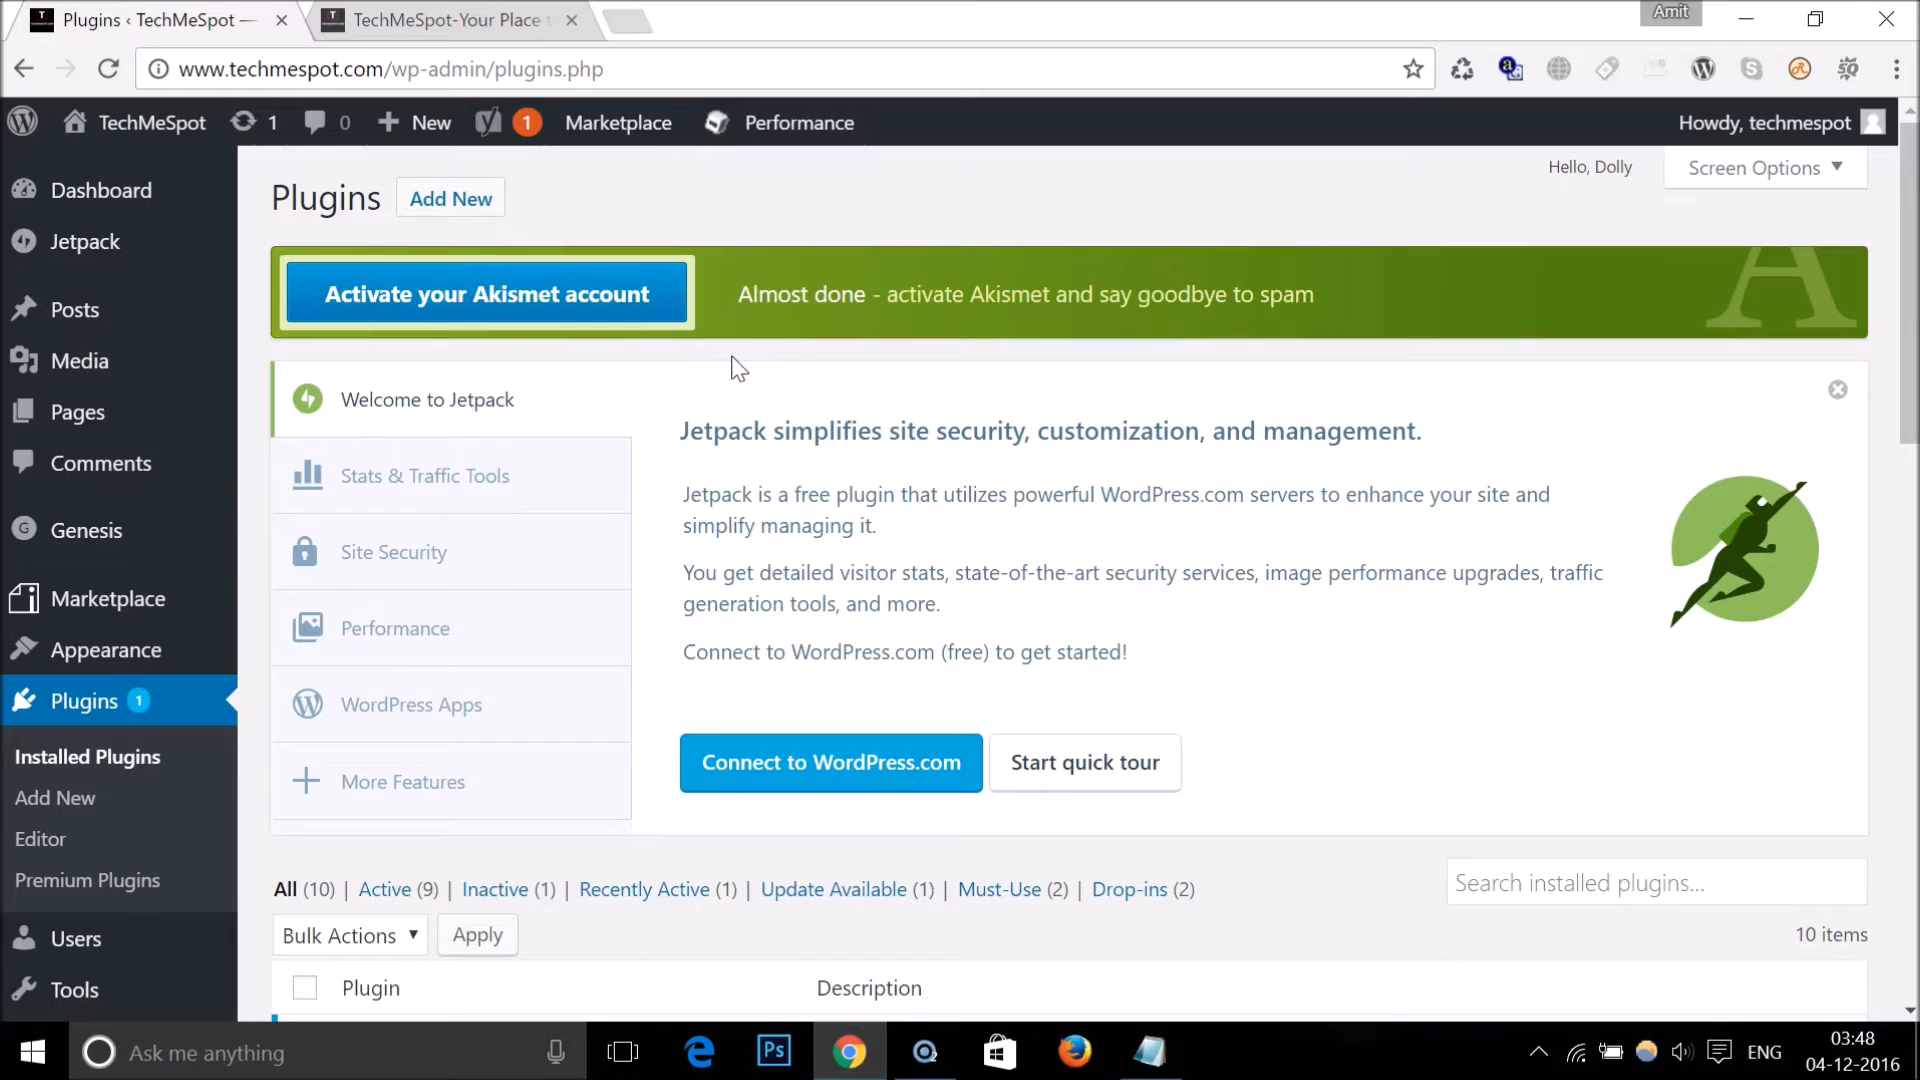 Plugins ‹ TechMeSpot —
TechMeSpot-Your Place
Amit
www.techmespot.com/wp-admin/plugins.php
TechMeSpot
1
0
New
1
Marketplace
Performance
Howdy, techmespot
Hello, Dolly
Screen Options
Plugins
Add New
Activate your Akismet account
Almost done - activate Akismet and say goodbye to spam
A
Dashboard
Jetpack
Posts
Media
Pages
Comments
Genesis
Marketplace
Appearance
Plugins 1
Installed Plugins
Add New
Editor
Premium Plugins
Users
Tools
Welcome to Jetpack
Stats & Traffic Tools
Site Security
Performance
WordPress Apps
More Features
Jetpack simplifies site security, customization, and management.
Jetpack is a free plugin that utilizes powerful WordPress.com servers to enhance your site and
simplify managing it.
You get detailed visitor stats, state-of-the-art security services, image performance upgrades, traffic
generation tools, and more.
Connect to WordPress.com (free) to get started!
Connect to WordPress.com
Start quick tour
All (10) | Active (9) | Inactive (1) | Recently Active (1) | Update Available (1) | Must-Use (2) | Drop-ins (2)
Search installed plugins...
Bulk Actions
Apply
10 items
Plugin
Description
Ask me anything
Ps
ENG
03:48
04-12-2016